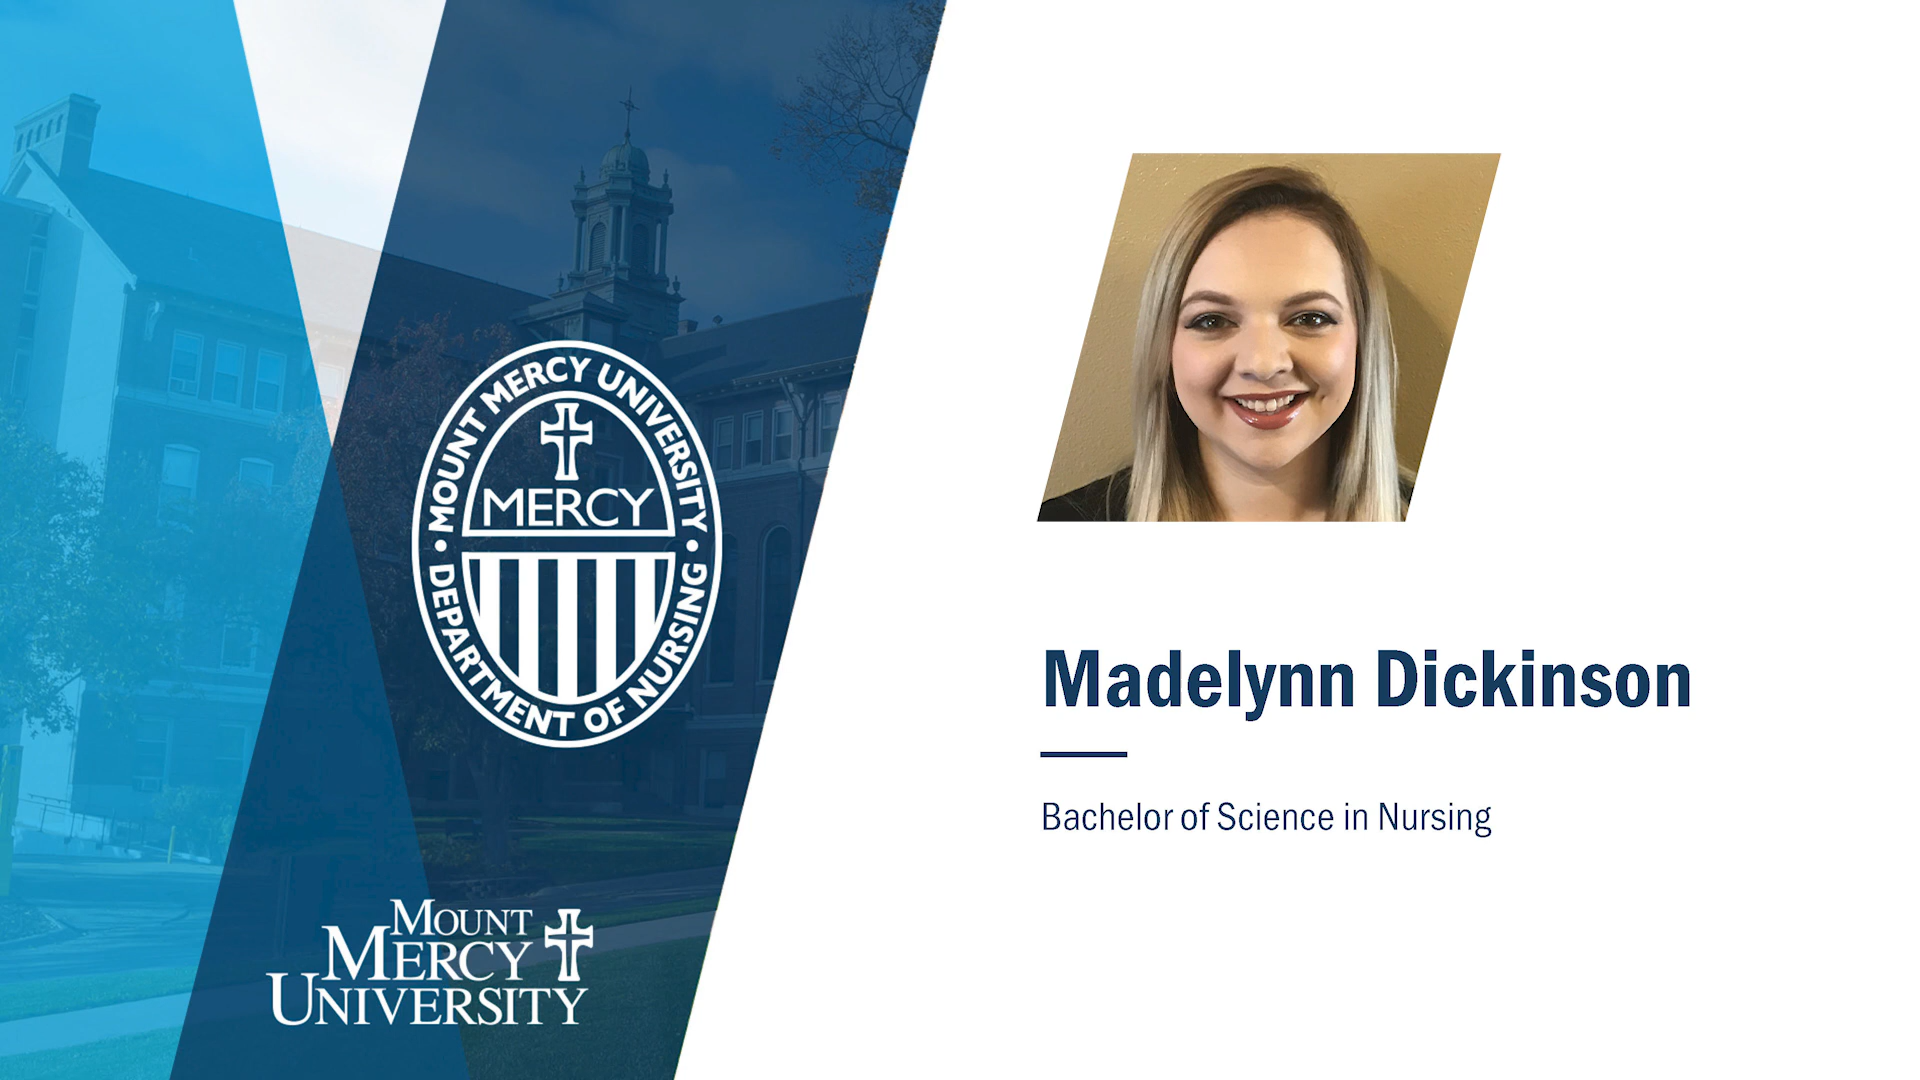 MOUNT MERCY UNIVERSITY
MERCY
DEPARTMENT OF NURSING
MOUNT
MERCY
UNIVERSITY
Madelynn Dickinson
Bachelor of Science in Nursing